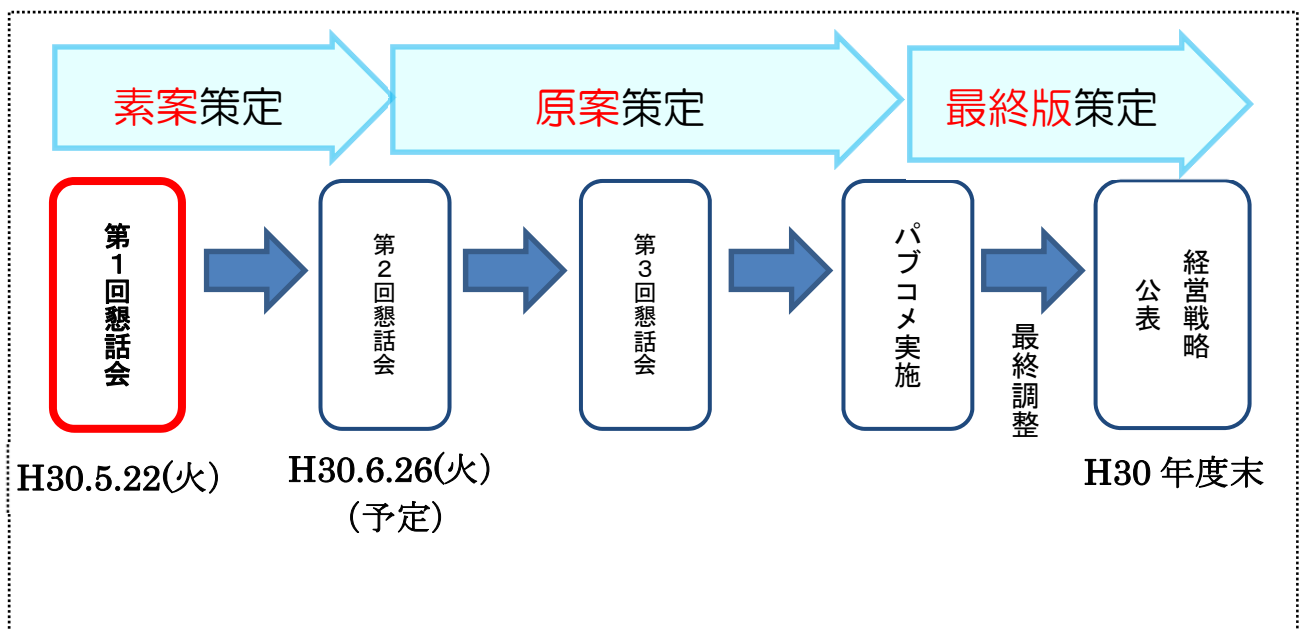 素案策定
原案策定
最終版策定
第1回懇話会
第2回懇話会
第3回懇話会
パブコメ実施
最終調整
経営戦略
公表
H30.5.22(火)
H30.6.26(火)
(予定)
H30 年度末